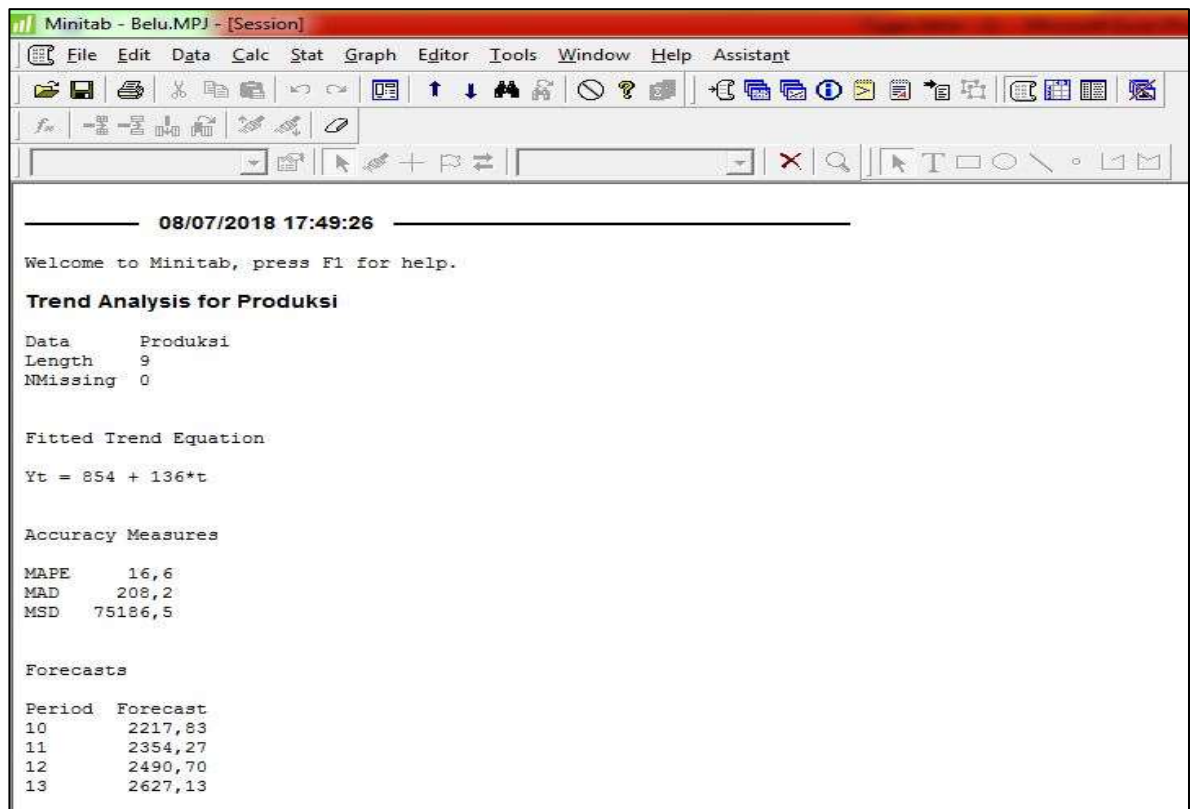 Minitab - Belu.MPJ - [Session]
File Edit Data Calc Stat Graph Editor Tools Window Help Assistant
08/07/2018 17:49:26
Welcome to Minitab, press F1 for help.
Trend Analysis for Produksi
Data Produksi
Length 9
NMissing 0
Fitted Trend Equation
Yt = 854 + 136*t
Accuracy Measures
MAPE 16,6
MAD 208,2
MSD 75186,5
Forecasts
Period Forecast
10 2217,83
11 2354,27
12 2490,70
13 2627,13